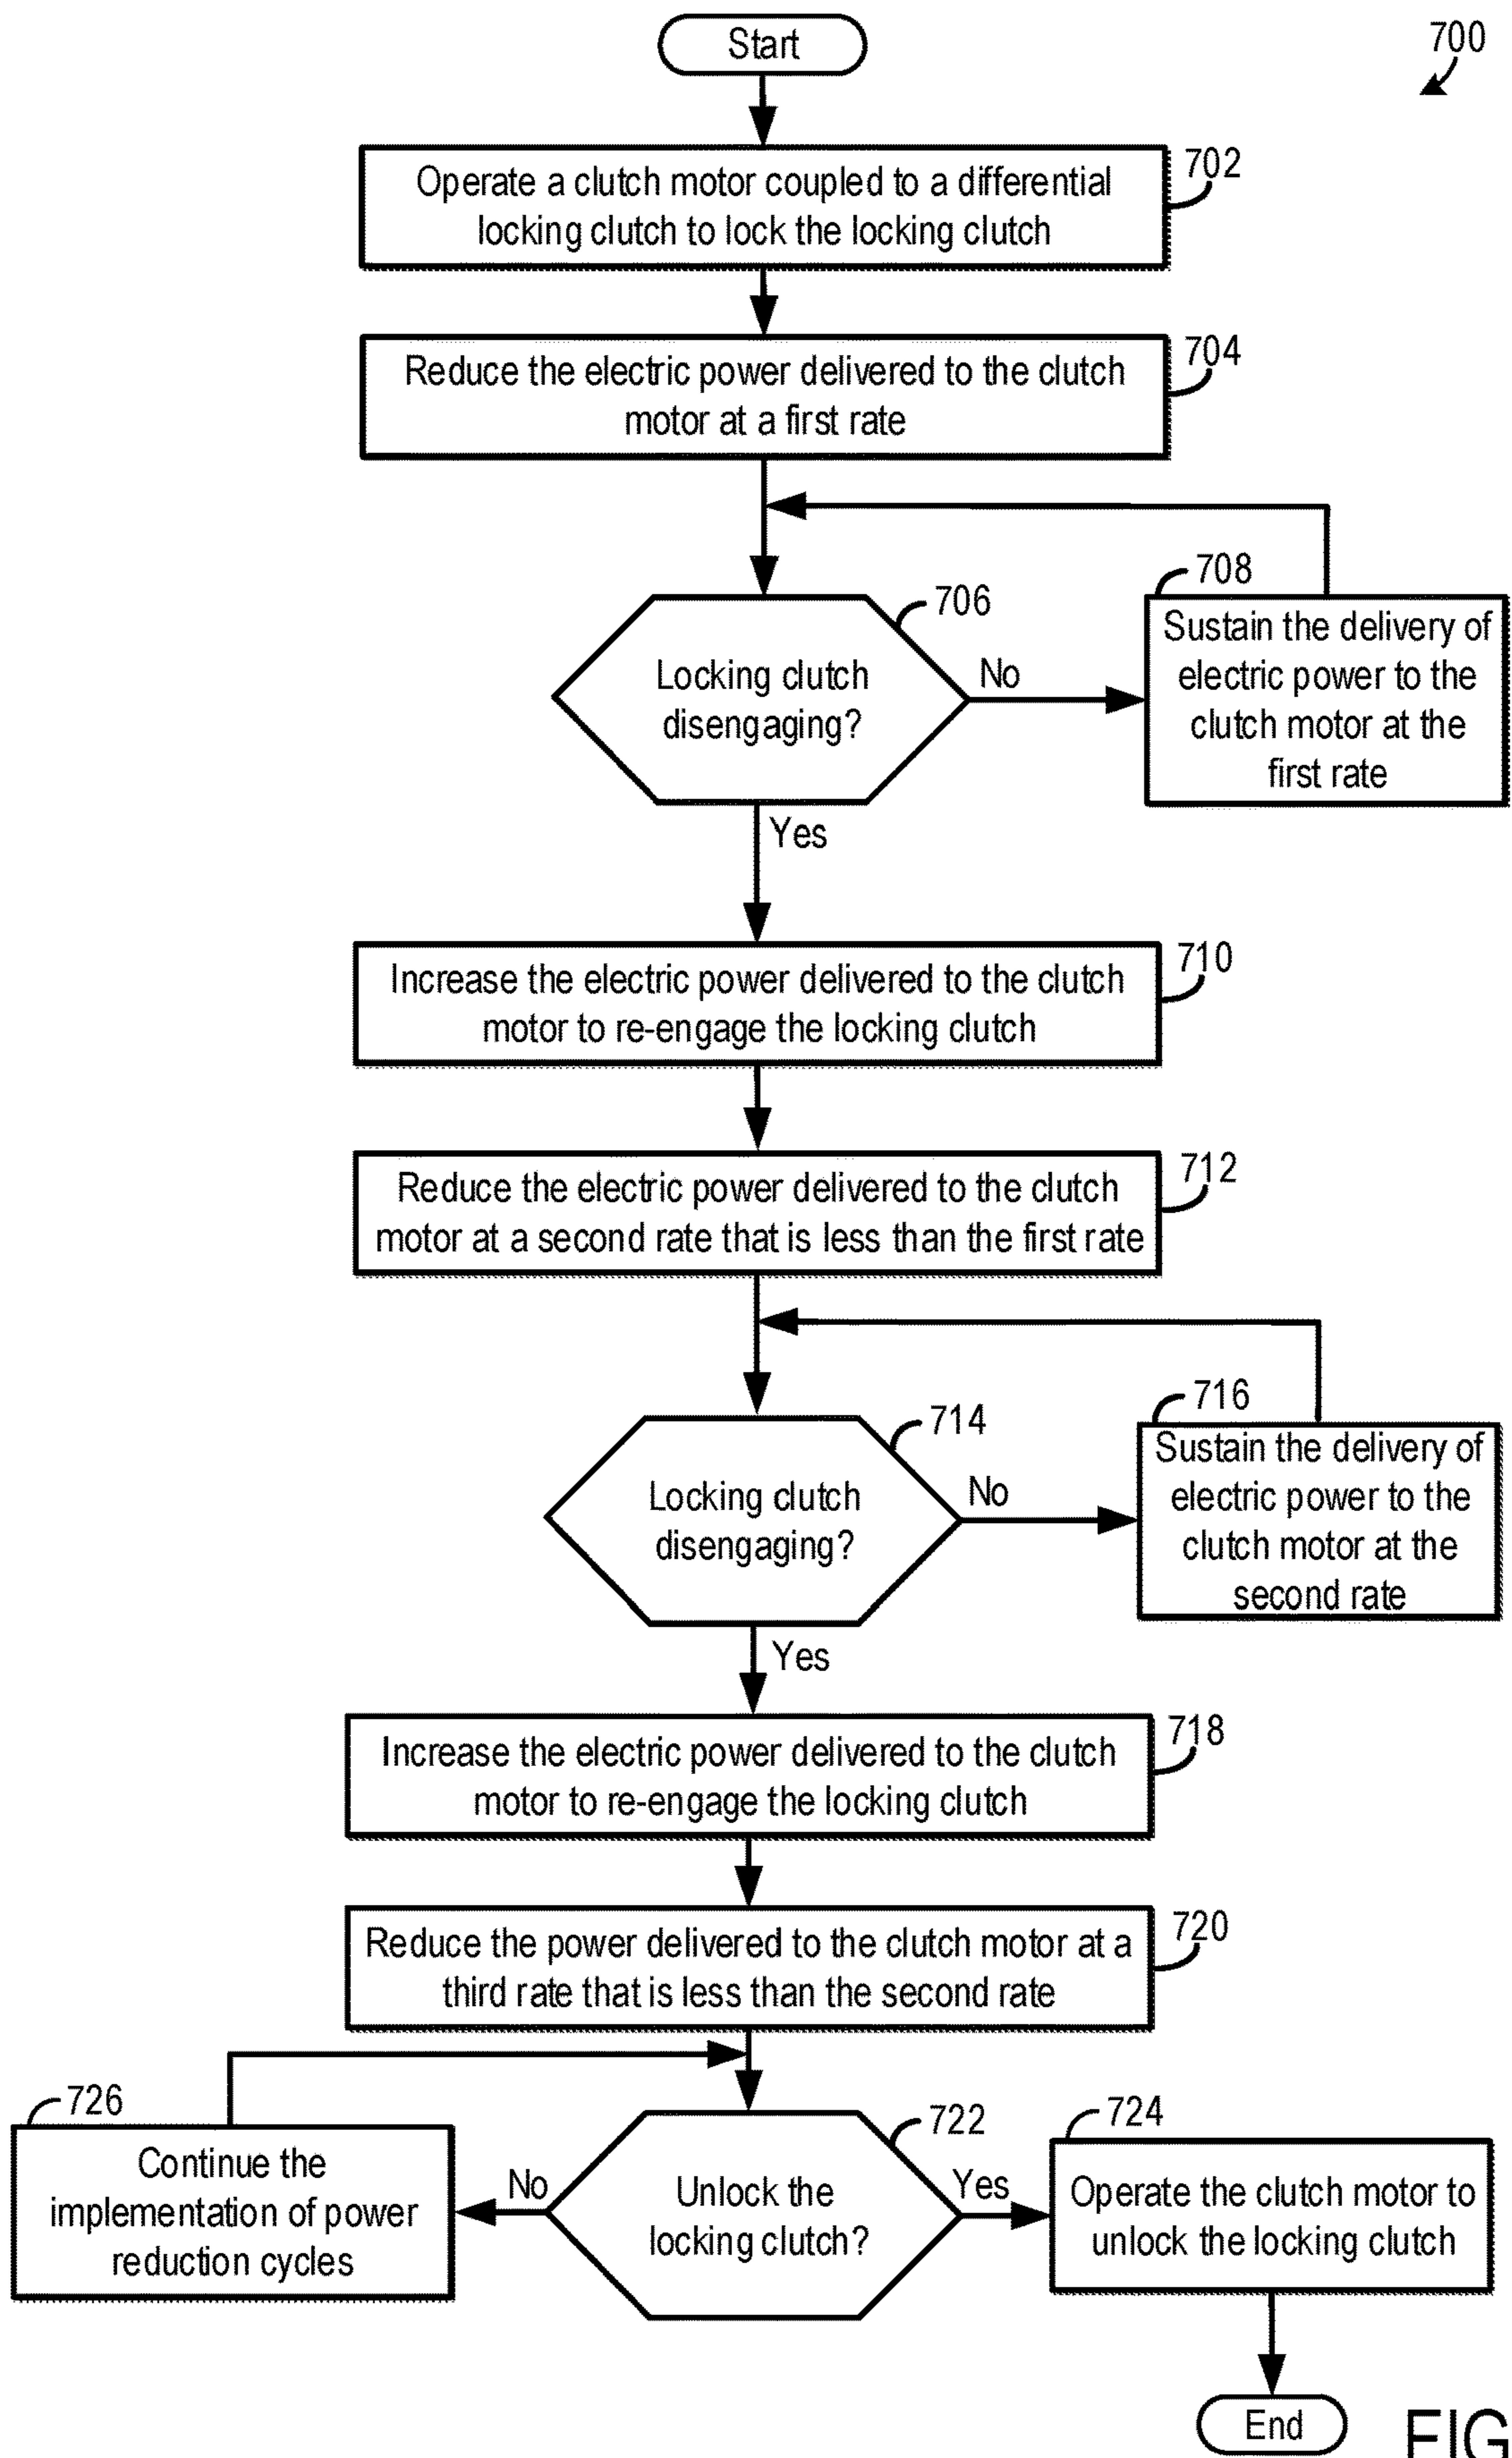 Start
700
Operate a clutch motor coupled to a differential
locking clutch to lock the locking clutch
702
Reduce the electric power delivered to the clutch
motor at a first rate
704
Locking clutch
disengaging?
706
No
708
Sustain the delivery of
electric power to the
clutch motor at the
first rate
Yes
Increase the electric power delivered to the clutch
motor to re-engage the locking clutch
710
Reduce the electric power delivered to the clutch
motor at a second rate that is less than the first rate
712
Locking clutch
disengaging?
714
No
716
Sustain the delivery of
electric power to the
clutch motor at the
second rate
Yes
Increase the electric power delivered to the clutch
motor to re-engage the locking clutch
718
Reduce the power delivered to the clutch motor at a
third rate that is less than the second rate
720
726
Continue the
implementation of power
reduction cycles
No
Unlock the
locking clutch?
722
Yes
724
Operate the clutch motor to
unlock the locking clutch
End
FIG